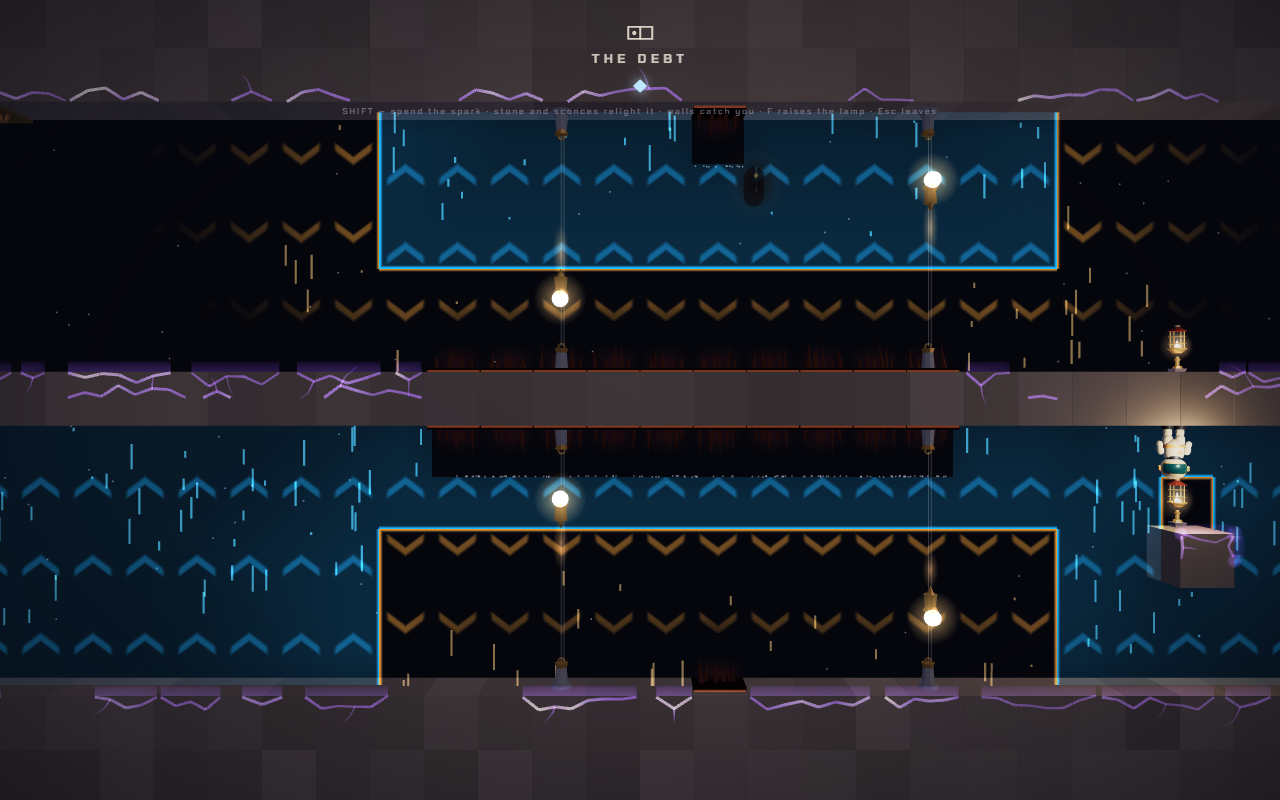 THE DEBT
SHIFT - spend the spark · stone and sconces relight it · walls catch you · F raises the lamp · Esc leaves